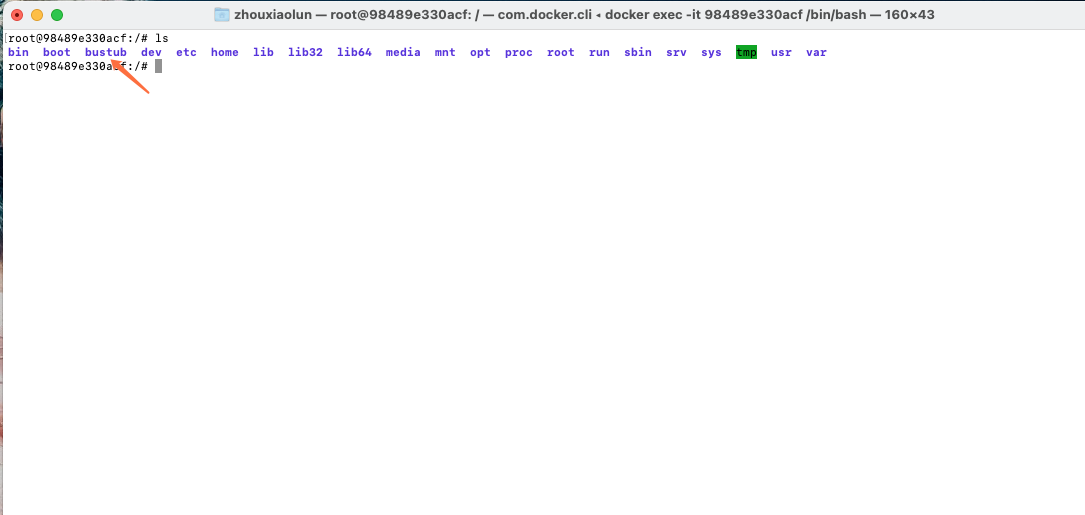 zhouxiaolun — root@98489e330acf: / — com.docker.cli ◂ docker exec -it 98489e330acf /bin/bash — 160×43
root@98489e330acf:/# ls
bin  boot  bustub  dev  etc  home  lib  lib32  lib64  media  mnt  opt  proc  root  run  sbin  srv  sys  tmp  usr  var
root@98489e330acf:/#